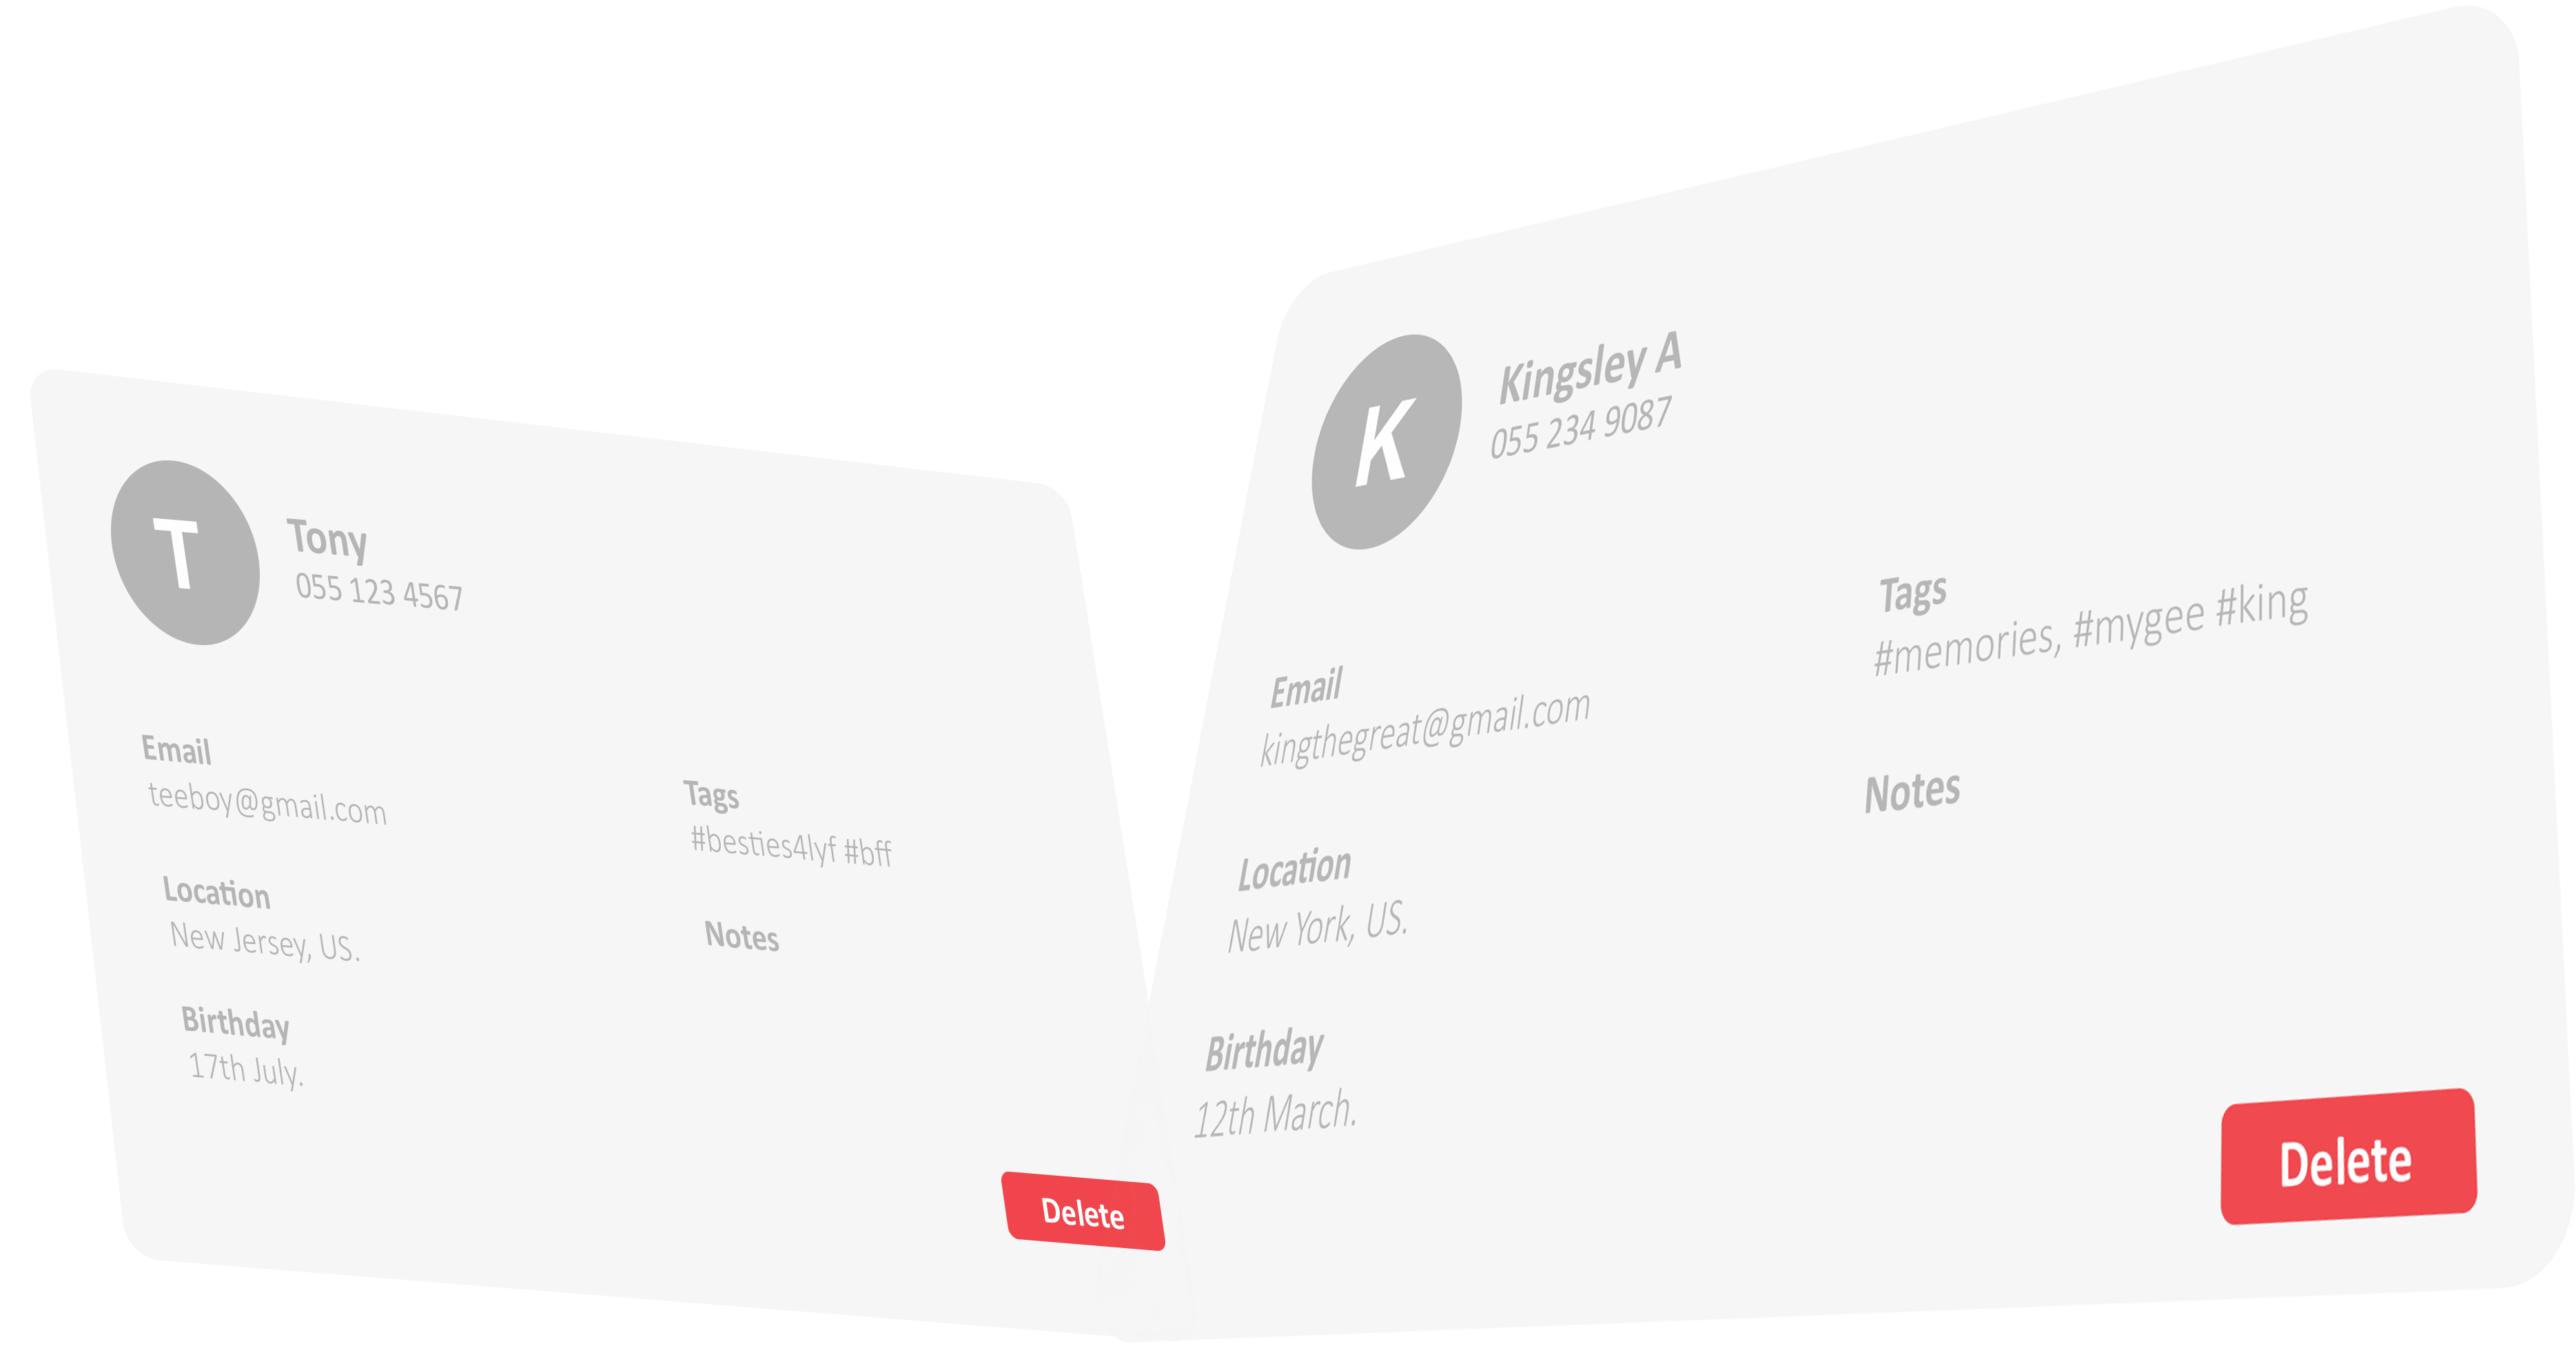 T
Tony
055 123 4567
Email
teeboy@gmail.com
Location
New Jersey, US.
Birthday
17th July.
Tags
#besties4lyf #bff
Notes
Delete
K
Kingsley A
055 234 9087
Email
kingthegreat@gmail.com
Location
New York, US.
Birthday
12th March.
Tags
#memories, #mygee #king
Notes
Delete